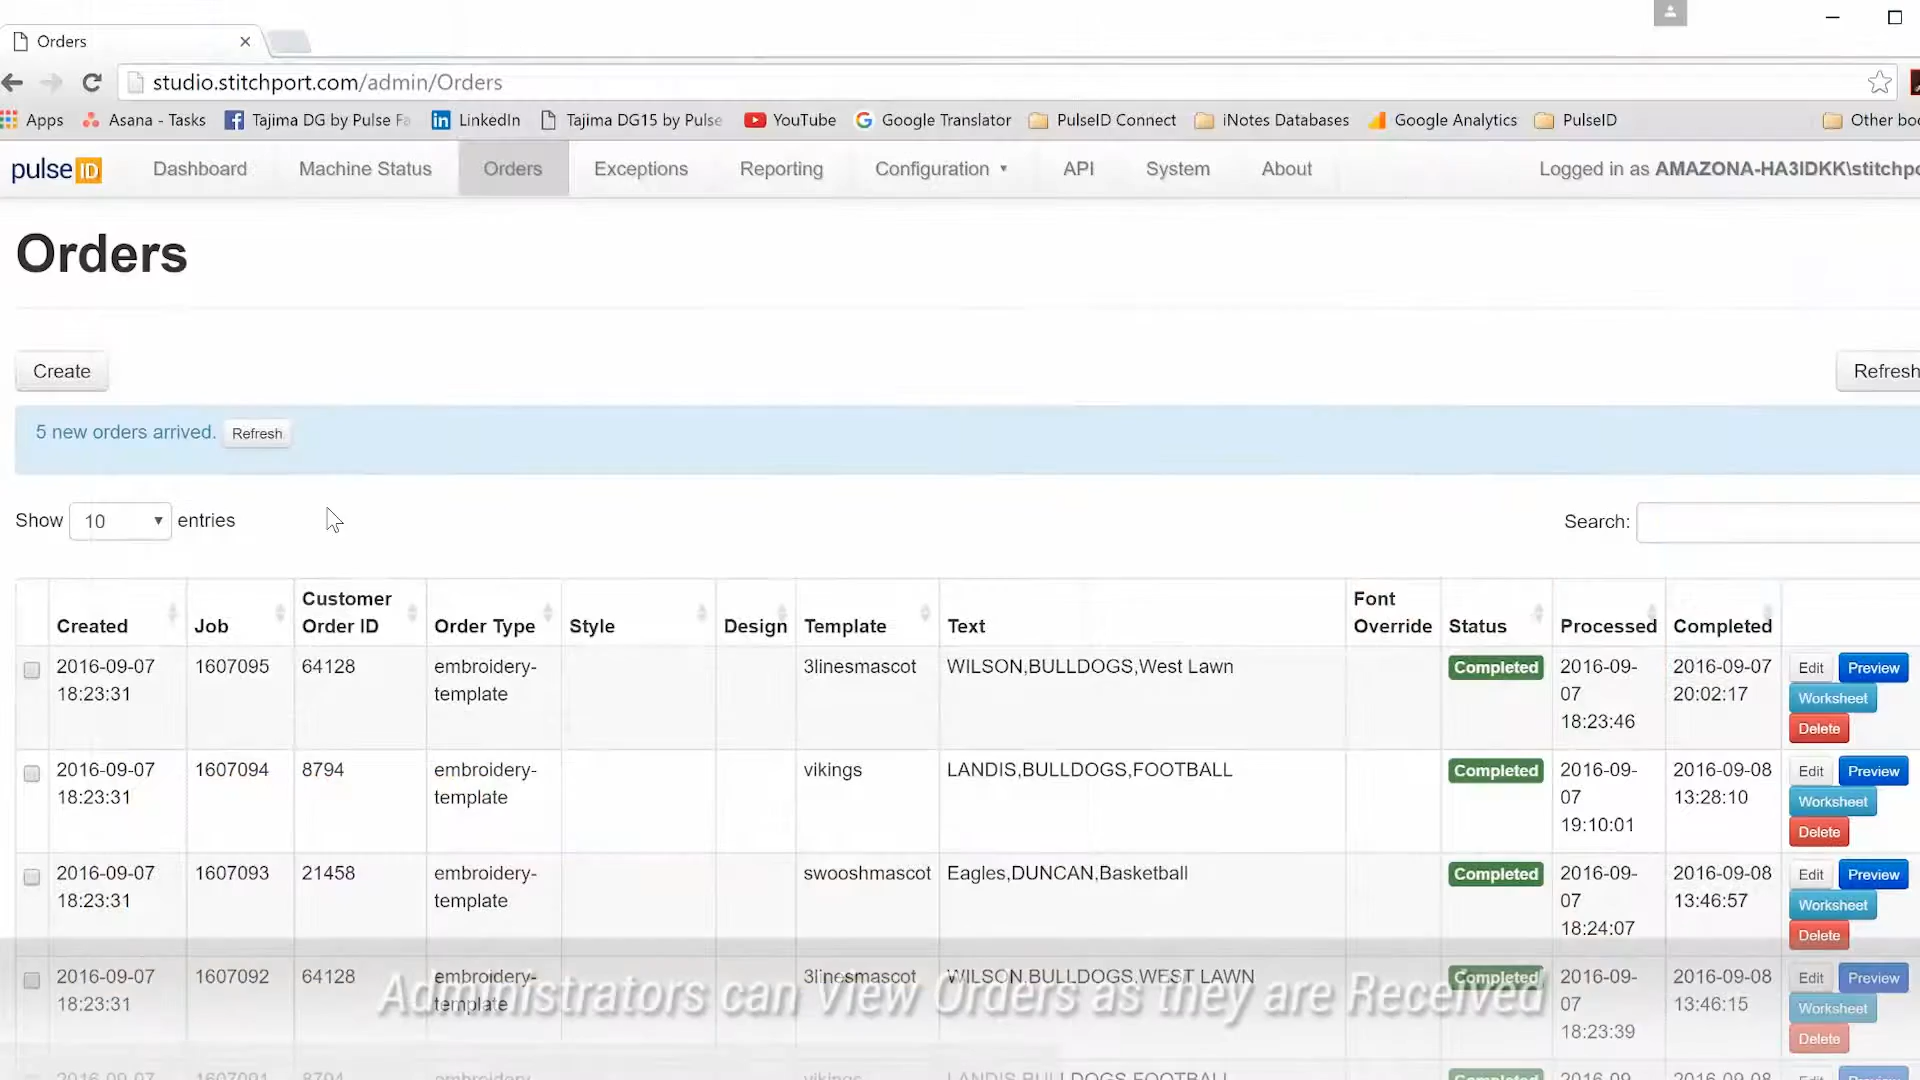 Orders
studio.stitchport.com/admin/Orders
Apps Asana - Tasks Tajima DG by Pulse Fa LinkedIn Tajima DG15 by Pulse YouTube Google Translator PulseID Connect iNotes Databases Google Analytics PulseID Other boo
pulse ID Dashboard Machine Status Orders Exceptions Reporting Configuration API System About Logged in as AMAZONA-HA3IDKK\stitchpo
Orders
Create Refresh
5 new orders arrived. Refresh
Show 10 entries Search:
Created Job Customer Order ID Order Type Style Design Template Text Font Override Status Processed Completed
2016-09-07 18:23:31 1607095 64128 embroidery-template 3linesmascot WILSON,BULLDOGS,West Lawn Completed 2016-09-07 18:23:46 2016-09-07 20:02:17 Edit Preview Worksheet Delete
2016-09-07 18:23:31 1607094 8794 embroidery-template vikings LANDIS,BULLDOGS,FOOTBALL Completed 2016-09-07 19:10:01 2016-09-08 13:28:10 Edit Preview Worksheet Delete
2016-09-07 18:23:31 1607093 21458 embroidery-template swooshmascot Eagles,DUNCAN,Basketball Completed 2016-09-07 18:24:07 2016-09-08 13:46:57 Edit Preview Worksheet Delete
2016-09-07 18:23:31 1607092 64128 embroidery-template 3linesmascot WILSON,BULLDOGS,WEST LAWN Completed 2016-09-07 18:23:39 2016-09-08 13:46:15 Edit Preview Worksheet Delete
Administrators can View Orders as they are Received